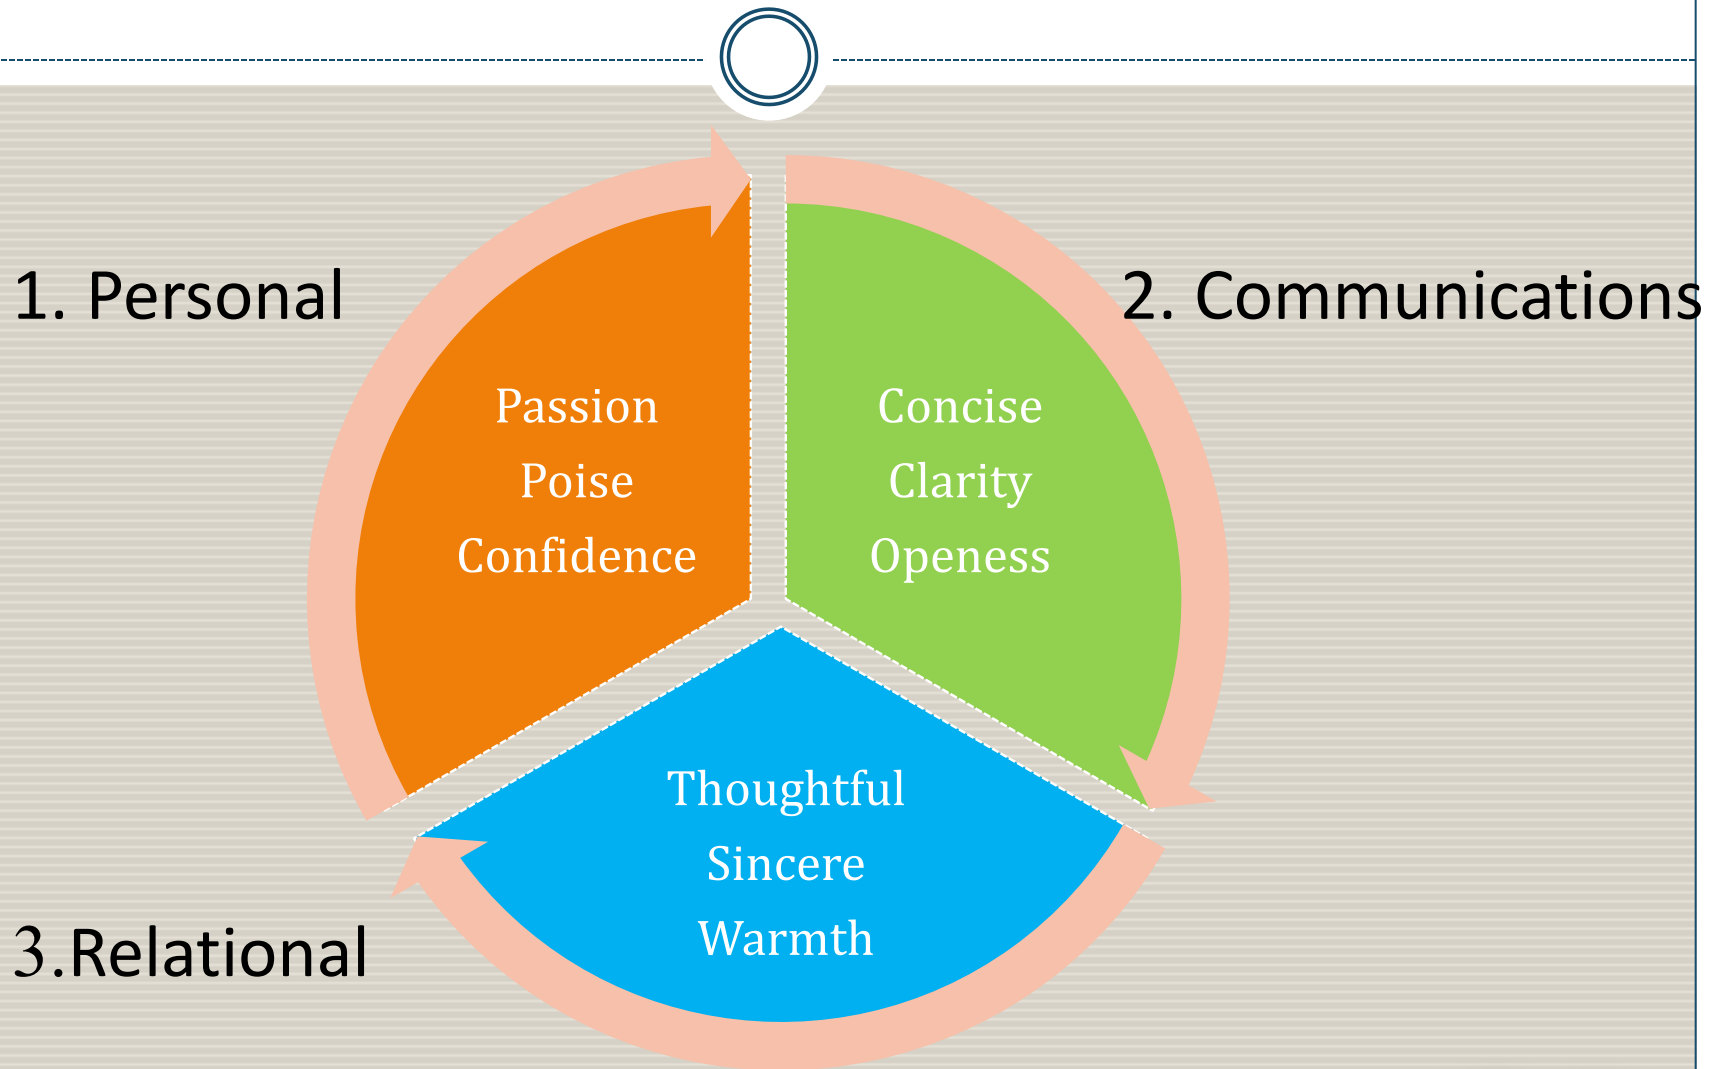 1. Personal
2. Communications
Passion
Poise
Confidence
Concise
Clarity
Openess
Thoughtful
Sincere
Warmth
3.Relational